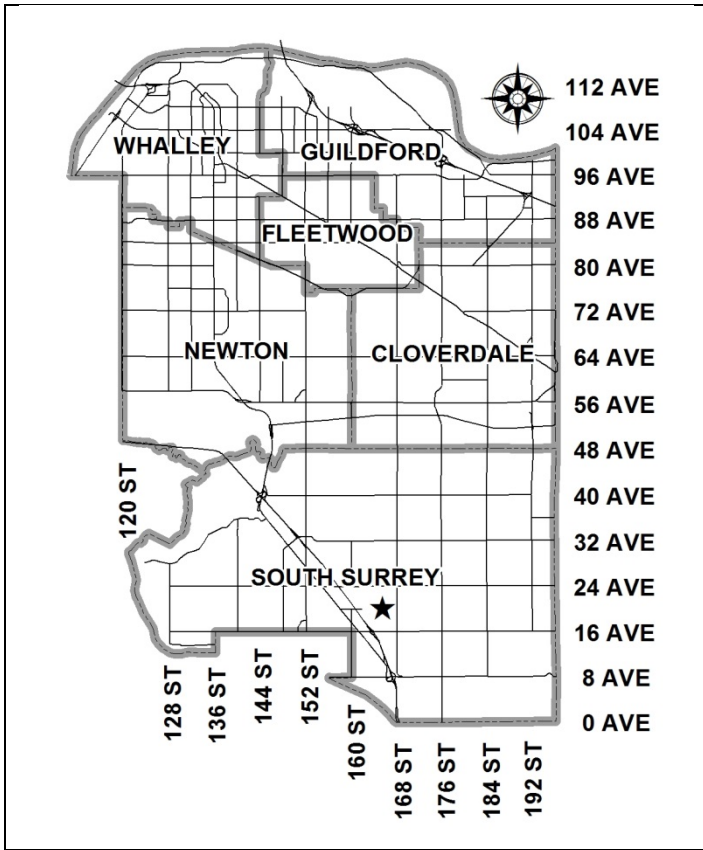 112 AVE
104 AVE
WHALLEY
GUILDFORD
96 AVE
88 AVE
FLEETWOOD
80 AVE
72 AVE
NEWTON
CLOVERDALE
64 AVE
56 AVE
48 AVE
120 ST
40 AVE
32 AVE
SOUTH SURREY
24 AVE
16 AVE
8 AVE
0 AVE
128 ST
136 ST
144 ST
152 ST
160 ST
168 ST
176 ST
184 ST
192 ST